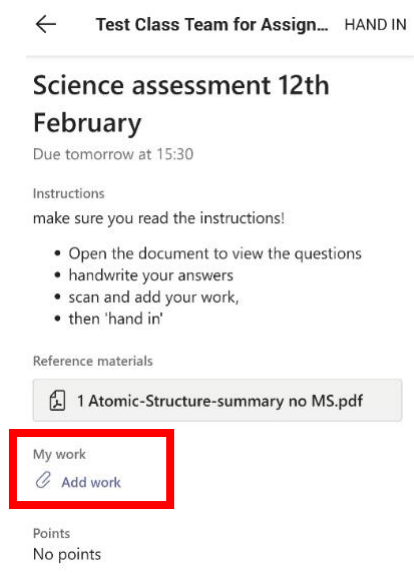 Test Class Team for Assign... HAND IN
Science assessment 12th
February
Due tomorrow at 15:30
Instructions
make sure you read the instructions!
• Open the document to view the questions
• handwrite your answers
• scan and add your work,
• then 'hand in'
Reference materials
1 Atomic-Structure-summary no MS.pdf
My work
Add work
Points
No points